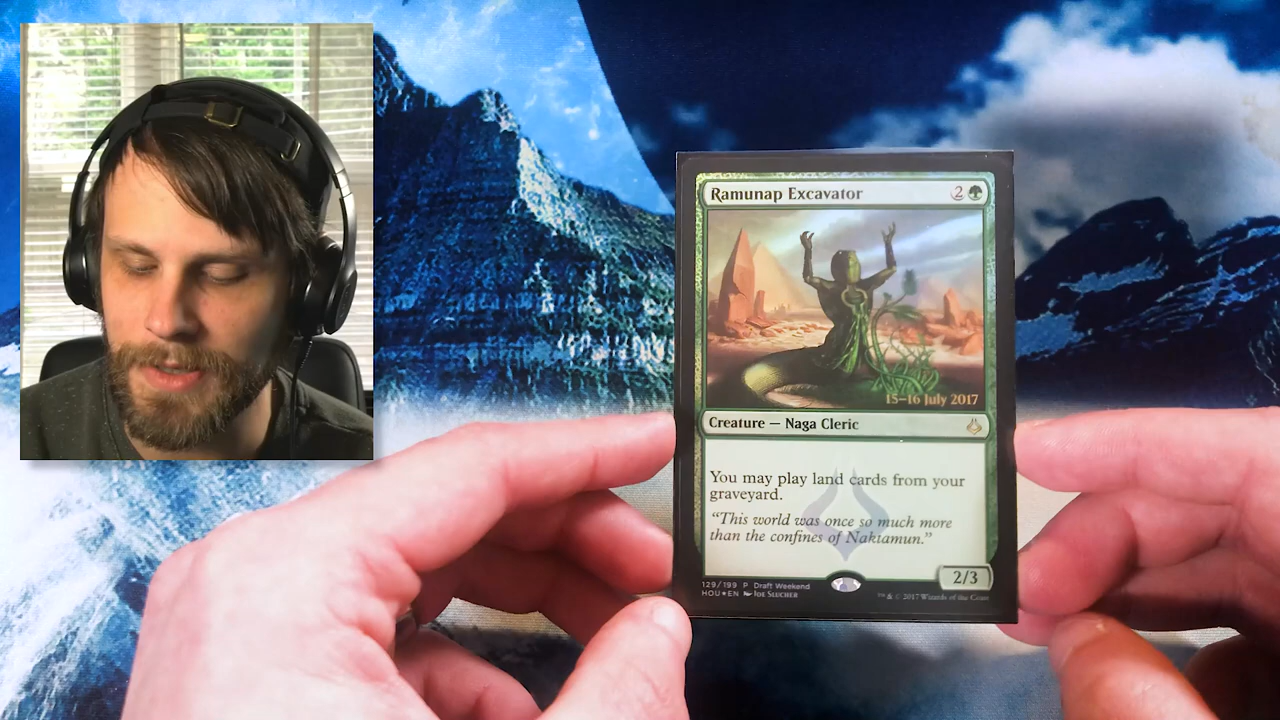 Ramunap Excavator 2
15–16 July 2017
Creature — Naga Cleric
You may play land cards from your
graveyard.
“This world was once so much more
than the confines of Naktamun.”
2/3
129/199 P Draft Weekend
HOU★EN Joe Slucher
™ & © 2017 Wizards of the Coast